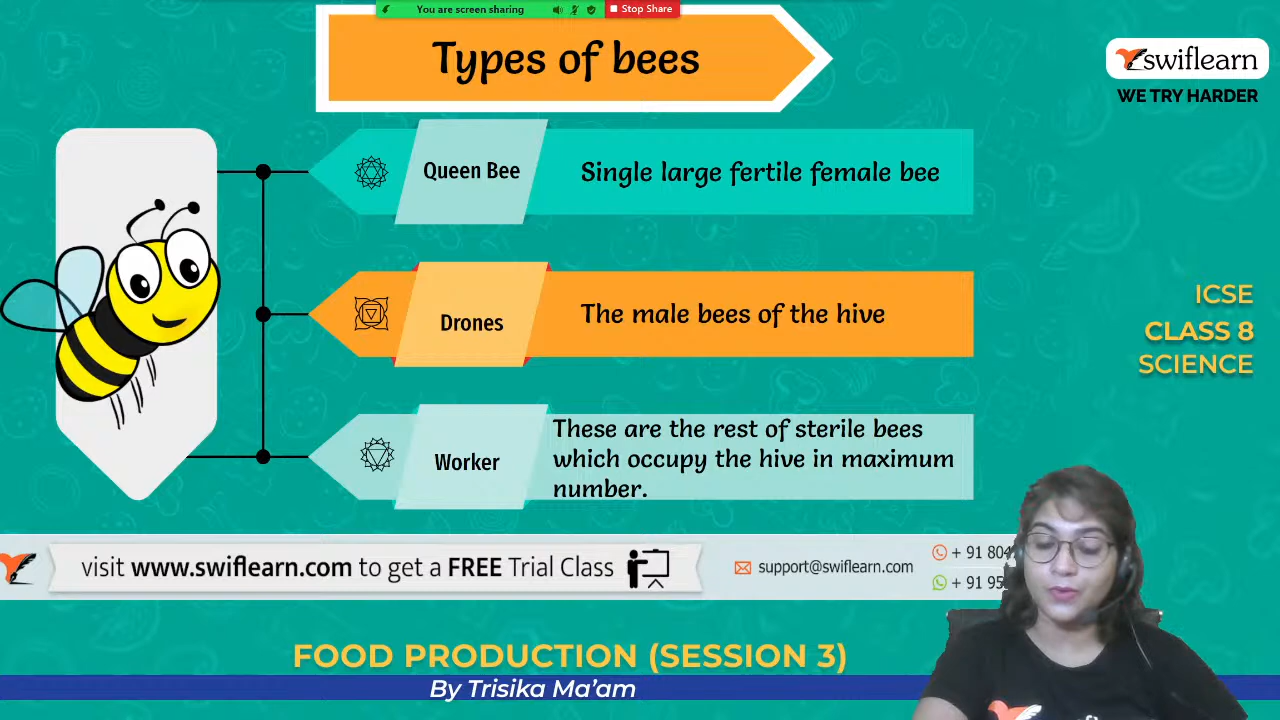 You are screen sharing
Stop Share
Types of bees
swiflearn
WE TRY HARDER
Queen Bee
Single large fertile female bee
Drones
The male bees of the hive
Worker
These are the rest of sterile bees
which occupy the hive in maximum
number.
ICSE
CLASS 8
SCIENCE
visit www.swiflearn.com to get a FREE Trial Class
support@swiflearn.com
+ 91 804
+ 91 95
FOOD PRODUCTION (SESSION 3)
By Trisika Ma'am